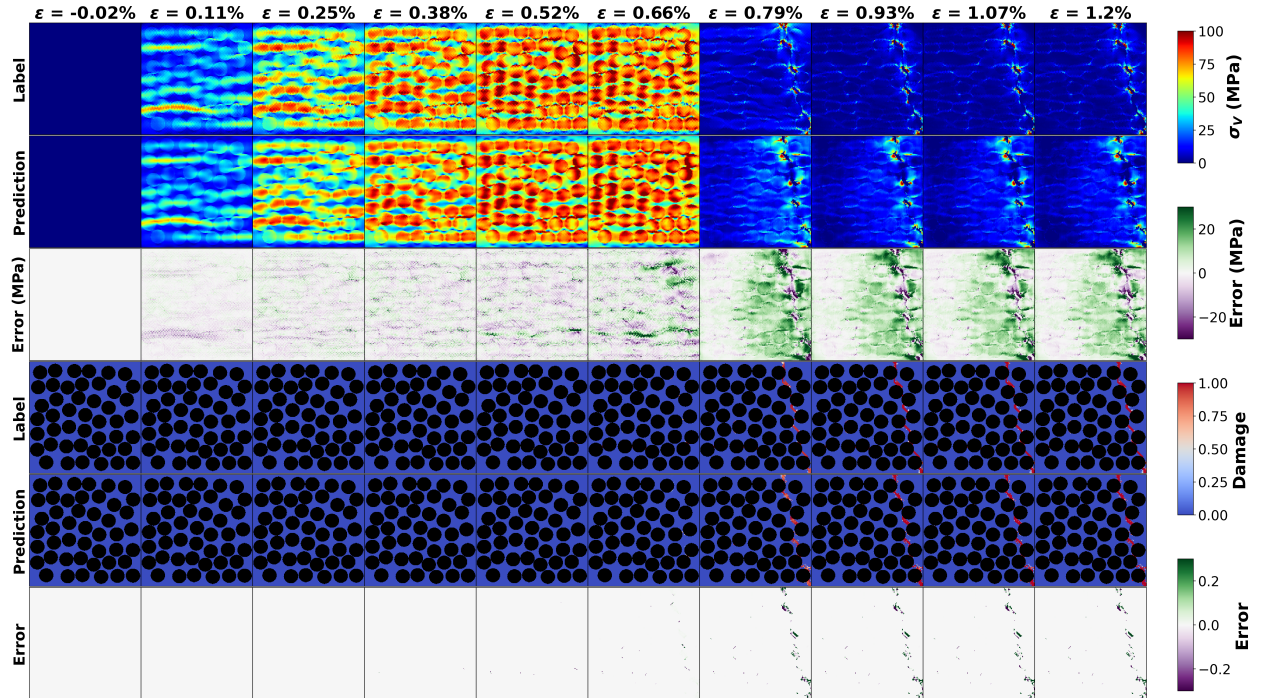 ε = -0.02% ε = 0.11% ε = 0.25% ε = 0.38% ε = 0.52% ε = 0.66% ε = 0.79% ε = 0.93% ε = 1.07% ε = 1.2%
Label
Prediction
Error (MPa)
Label
Prediction
Error
100
75
50
25
0
σV (MPa)
20
0
−20
Error (MPa)
1.00
0.75
0.50
0.25
0.00
Damage
0.2
0.0
−0.2
Error